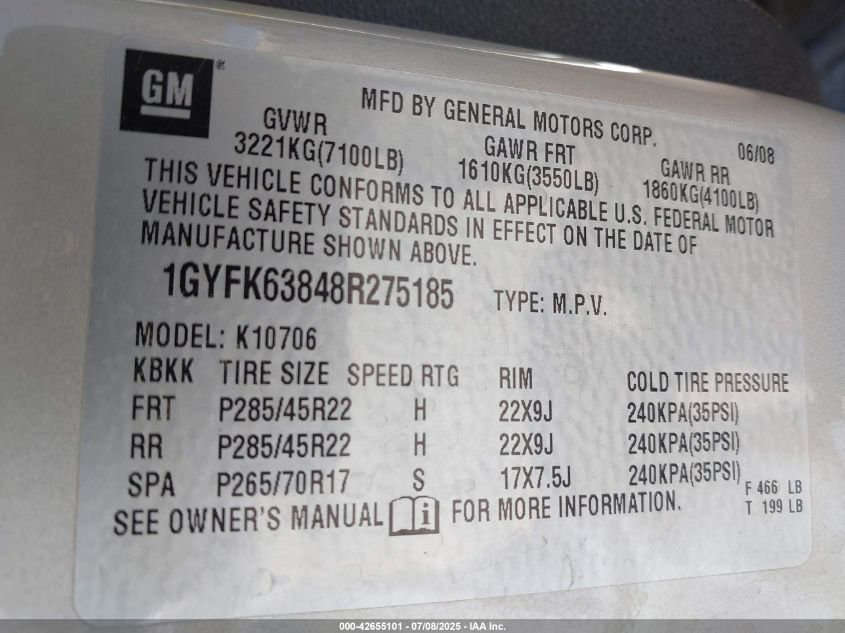 GM®
MFD BY GENERAL MOTORS CORP. 06/08
GVWR GAWR FRT GAWR RR
3221KG(7100LB) 1610KG(3550LB) 1860KG(4100LB)
THIS VEHICLE CONFORMS TO ALL APPLICABLE U.S. FEDERAL MOTOR
VEHICLE SAFETY STANDARDS IN EFFECT ON THE DATE OF
MANUFACTURE SHOWN ABOVE.
1GYFK63848R275185 TYPE: M.P.V.
MODEL: K10706
KBKK TIRE SIZE SPEED RTG RIM COLD TIRE PRESSURE
FRT P285/45R22 H 22X9J 240KPA(35PSI)
RR P285/45R22 H 22X9J 240KPA(35PSI)
SPA P265/70R17 S 17X7.5J 240KPA(35PSI)
F 466 LB
T 199 LB
SEE OWNER'S MANUAL i FOR MORE INFORMATION.
000-42655101 - 07/08/2025 - IAA Inc.